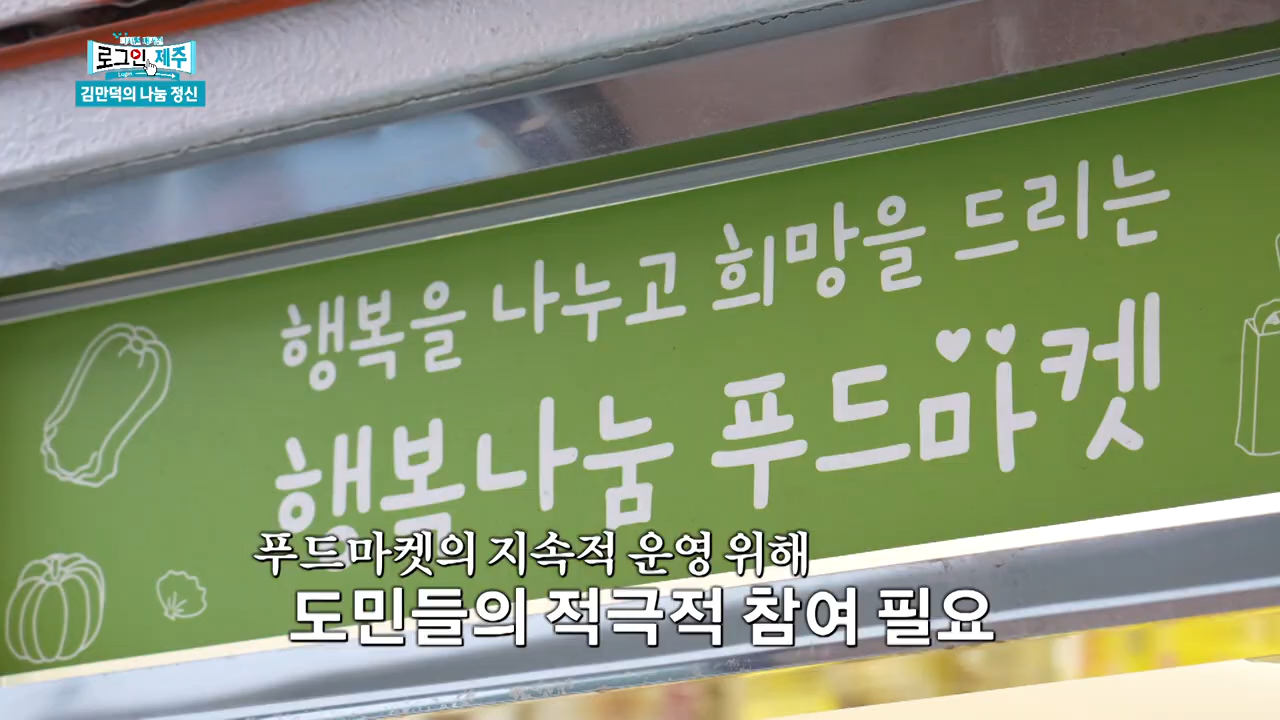 로그인 제주
Login
김만덕의 나눔 정신
행복을 나누고 희망을 드리는
행복나눔 푸드마켓
푸드마켓의 지속적 운영 위해
도민들의 적극적 참여 필요